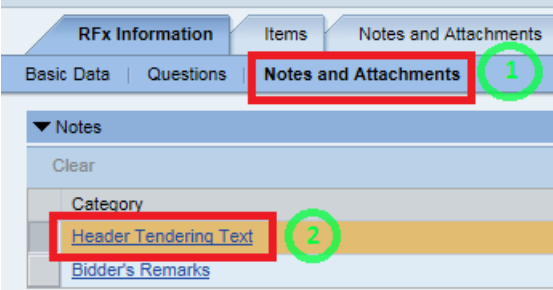 RFx Information Items Notes and Attachments
Basic Data | Questions | Notes and Attachments 1
Notes
Clear
Category
Header Tendering Text 2
Bidder's Remarks